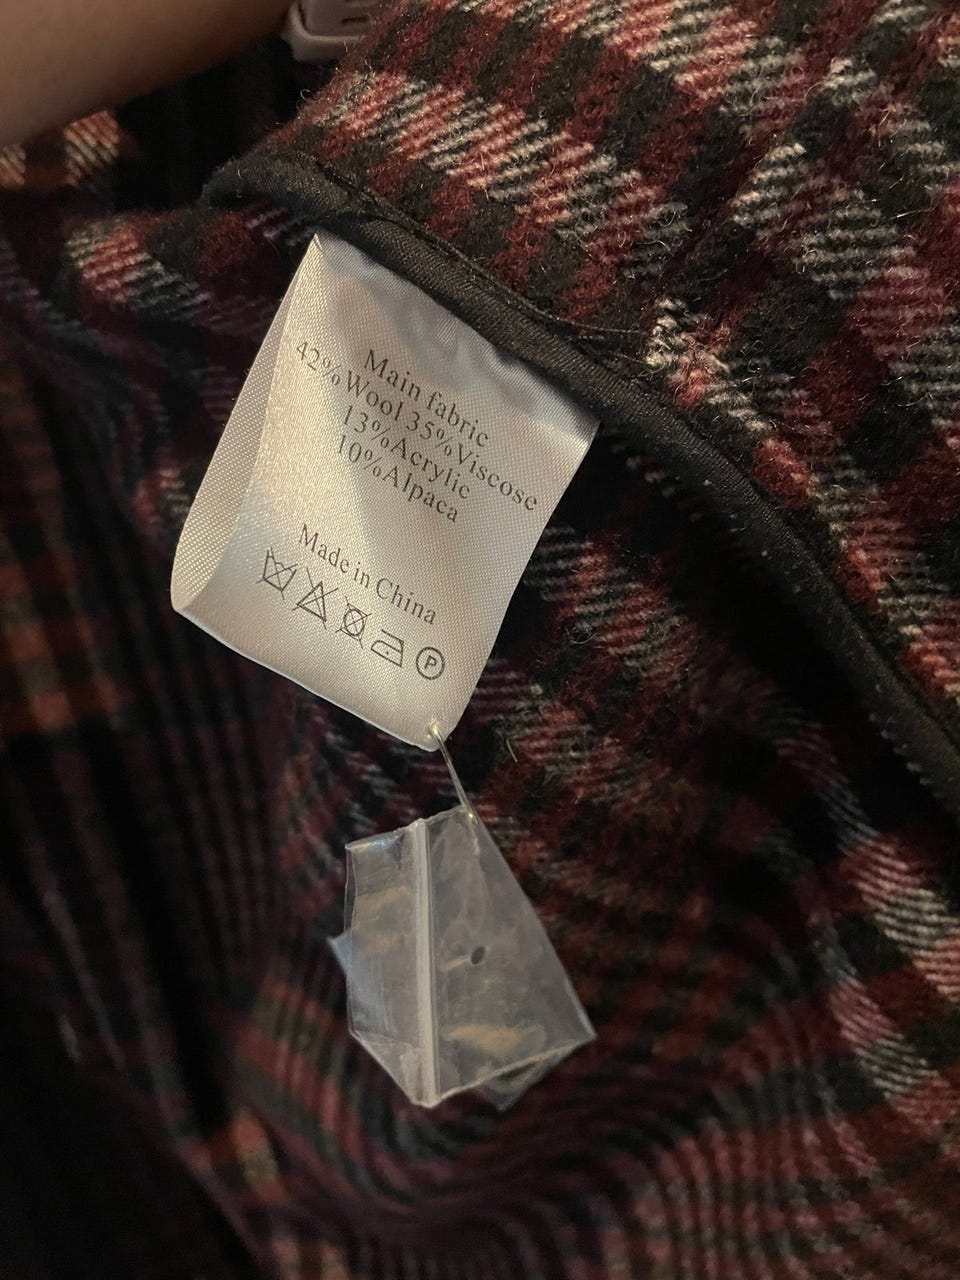 Main fabric
42%Wool 35%Viscose
13%Acrylic
10%Alpaca
Made in China
P